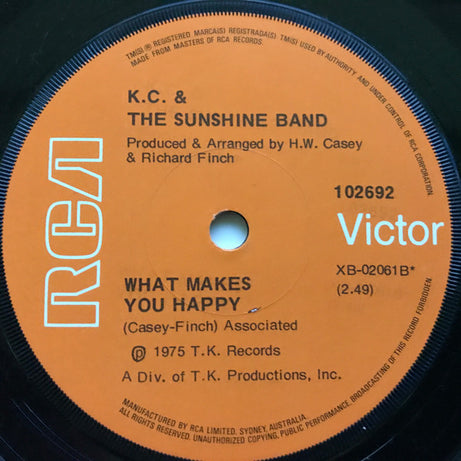 TM(S) ® REGISTERED MARCA(S) REGISTRADA(S) TM(S) USED BY AUTHORITY AND UNDER CONTROL OF RCA CORPORATION.
MADE FROM MASTERS OF RCA RECORDS.
K.C. &
THE SUNSHINE BAND
Produced & Arranged by H.W. Casey
& Richard Finch
RCA
102692
Victor
XB-02061B*
(2.49)
WHAT MAKES
YOU HAPPY
(Casey-Finch) Associated
℗ 1975 T.K. Records
A Div. of T.K. Productions, Inc.
MANUFACTURED BY RCA LIMITED, SYDNEY, AUSTRALIA.
ALL RIGHTS RESERVED. UNAUTHORIZED COPYING, PUBLIC PERFORMANCE, BROADCASTING OF THIS RECORD FORBIDDEN.